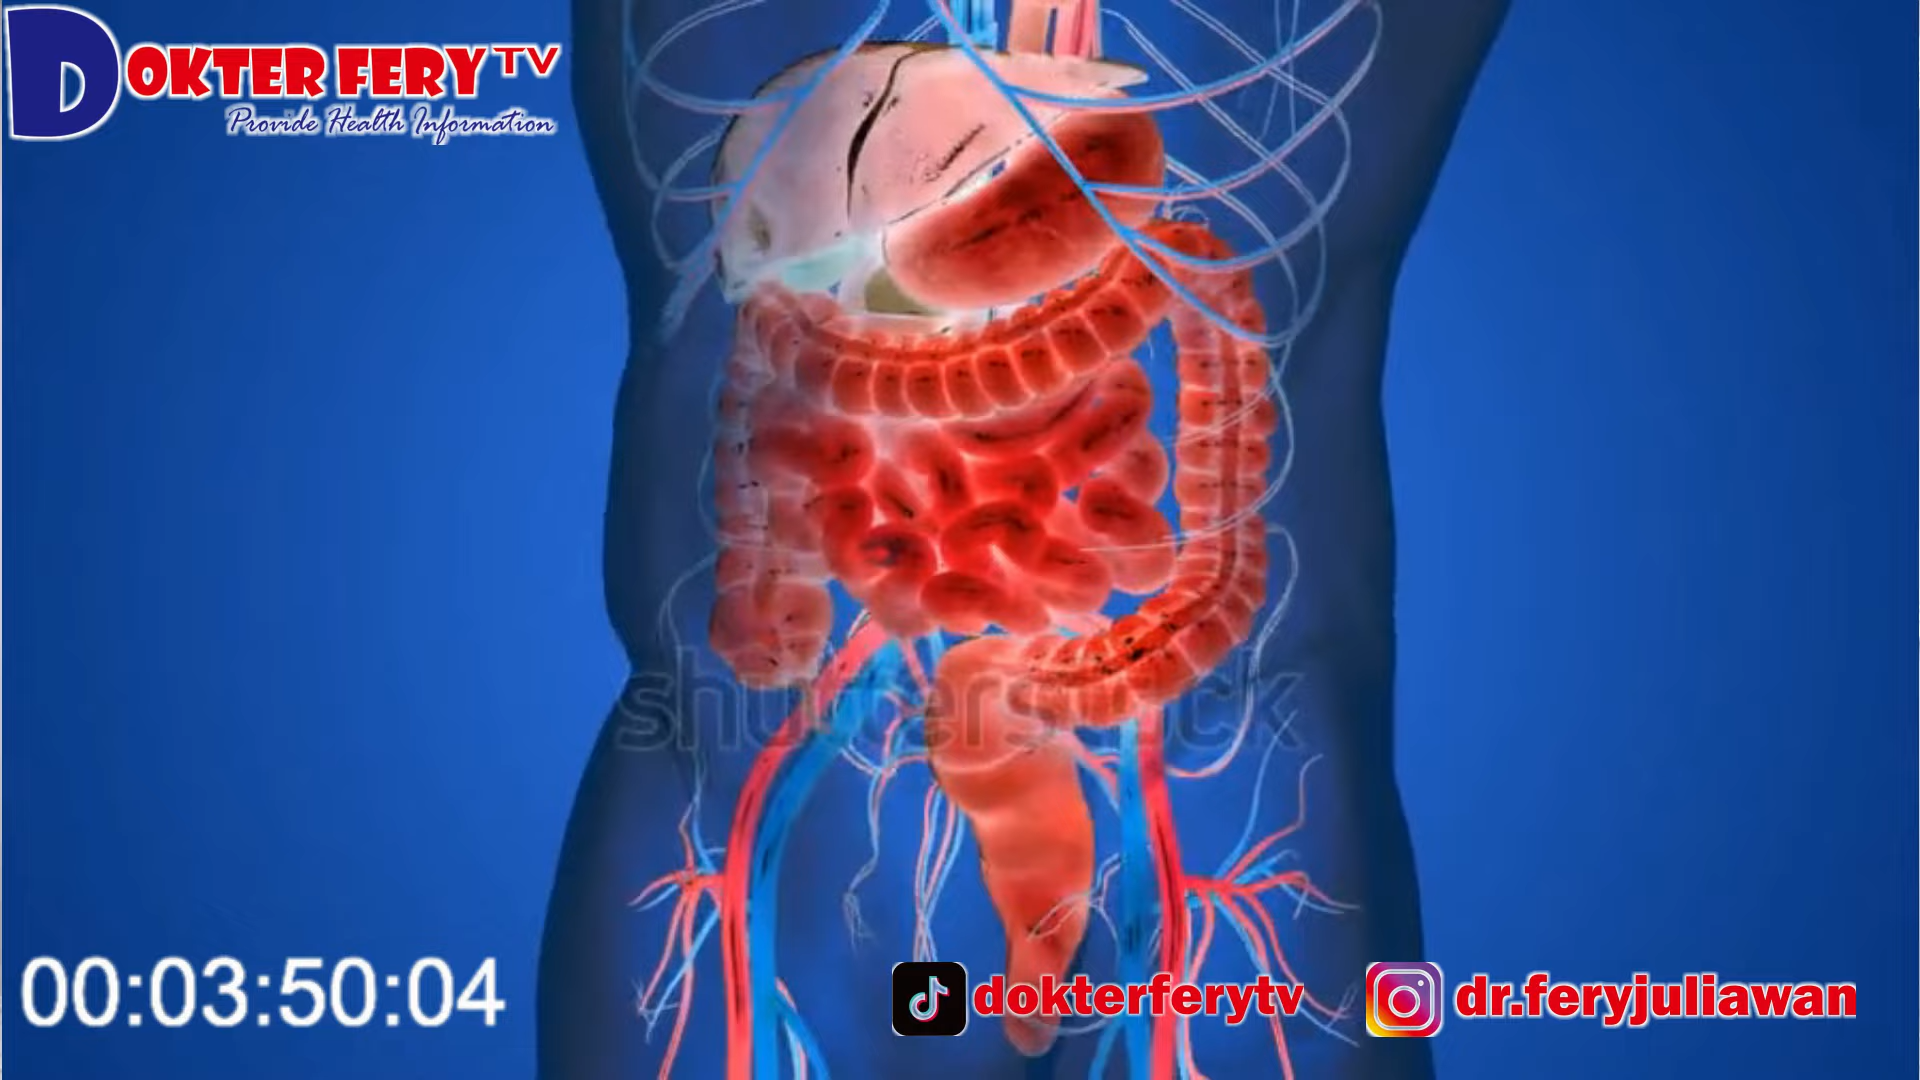 DOKTER FERY TV
Provide Health Information
shutterstock
00:03:50:04
dokterferytv
dr.feryjuliawan